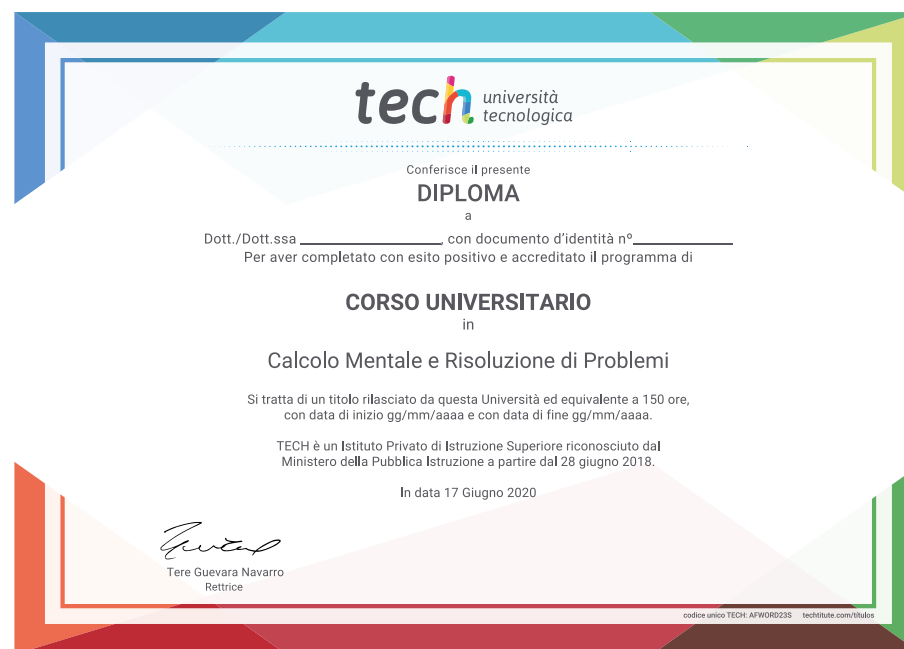 tech università
tecnologica
Conferisce il presente
DIPLOMA
a
Dott./Dott.ssa ____________________, con documento d'identità nº______________
Per aver completato con esito positivo e accreditato il programma di
CORSO UNIVERSITARIO
in
Calcolo Mentale e Risoluzione di Problemi
Si tratta di un titolo rilasciato da questa Università ed equivalente a 150 ore,
con data di inizio gg/mm/aaaa e con data di fine gg/mm/aaaa.
TECH è un Istituto Privato di Istruzione Superiore riconosciuto dal
Ministero della Pubblica Istruzione a partire dal 28 giugno 2018.
In data 17 Giugno 2020
Tere Guevara Navarro
Rettrice
codice unico TECH: AFWORD23S techtitute.com/títulos